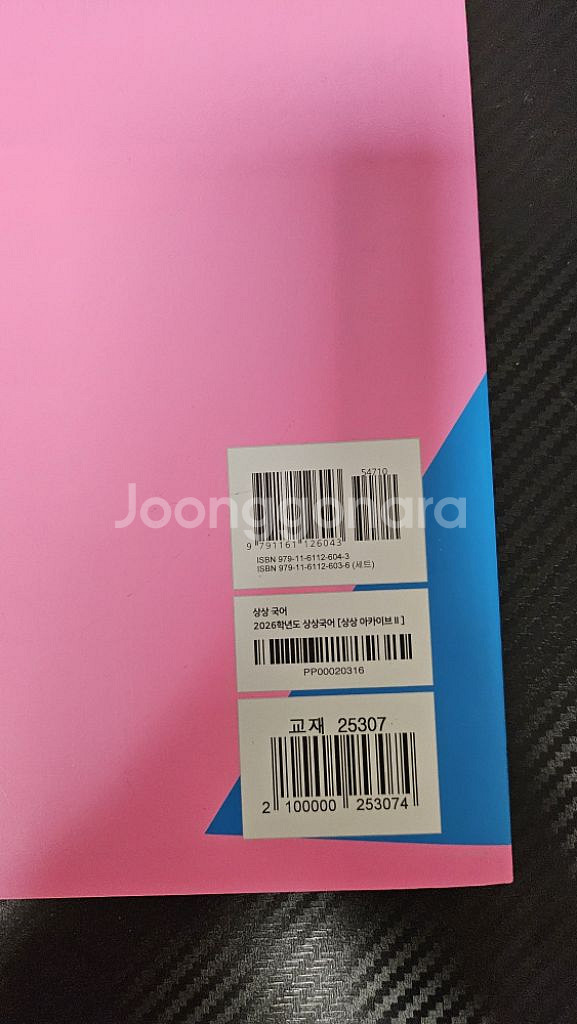 54710
Joonggonara
9 791161 126043
ISBN 979-11-6112-604-3
ISBN 979-11-6112-603-6 (세트)
상상 국어
2026학년도 상상국어 [상상 아카이브 II]
PP00020316
교재 25307
2 100000 253074